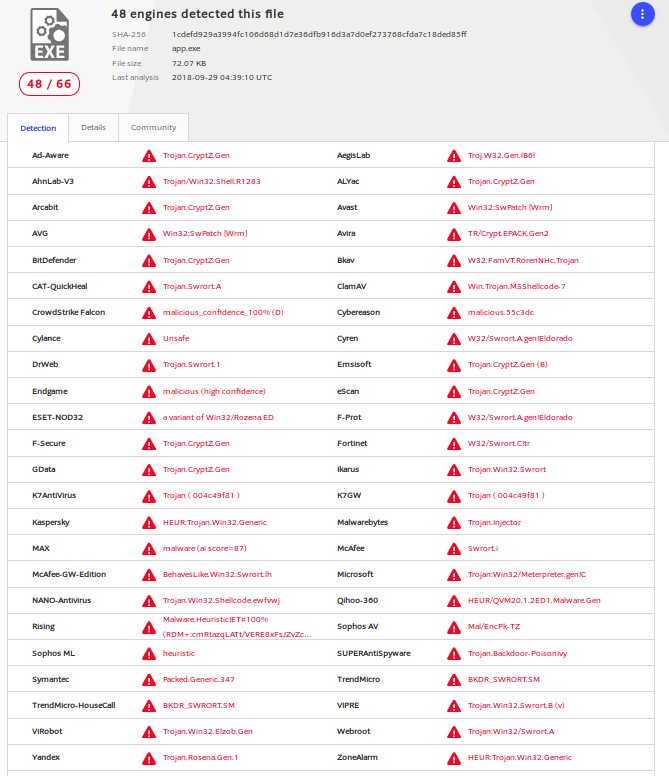 48 engines detected this file
SHA-256 1cdefd929a3994fc106d68d1d7e36dfb916d3a7d0ef273768cfda7c18ded85ff
File name app.exe
File size 72.07 KB
Last analysis 2018-09-29 04:39:10 UTC
EXE
48 / 66
Detection Details Community
Ad-Aware Trojan.CryptZ.Gen AegisLab Troj.W32.Gen.lB6l
AhnLab-V3 Trojan/Win32.Shell.R1283 ALYac Trojan.CryptZ.Gen
Arcabit Trojan.CryptZ.Gen Avast Win32:SwPatch [Wrm]
AVG Win32:SwPatch [Wrm] Avira TR/Crypt.EPACK.Gen2
BitDefender Trojan.CryptZ.Gen Bkav W32.FamVT.RorenNHc.Trojan
CAT-QuickHeal Trojan.Swrort.A ClamAV Win.Trojan.MSShellcode-7
CrowdStrike Falcon malicious_confidence_100% (D) Cybereason malicious.55c3dc
Cylance Unsafe Cyren W32/Swrort.A.gen!Eldorado
DrWeb Trojan.Swrort.1 Emsisoft Trojan.CryptZ.Gen (B)
Endgame malicious (high confidence) eScan Trojan.CryptZ.Gen
ESET-NOD32 a variant of Win32/Rozena.ED F-Prot W32/Swrort.A.gen!Eldorado
F-Secure Trojan.CryptZ.Gen Fortinet W32/Swrort.C!tr
GData Trojan.CryptZ.Gen Ikarus Trojan.Win32.Swrort
K7AntiVirus Trojan ( 004c49f81 ) K7GW Trojan ( 004c49f81 )
Kaspersky HEUR:Trojan.Win32.Generic Malwarebytes Trojan.Injector
MAX malware (ai score=87) McAfee Swrort.i
McAfee-GW-Edition BehavesLike.Win32.Swrort.lh Microsoft Trojan:Win32/Meterpreter.gen!C
NANO-Antivirus Trojan.Win32.Shellcode.ewfvwj Qihoo-360 HEUR/QVM20.1.2ED1.Malware.Gen
Rising Malware.Heuristic!ET#100% (RDM+:cmRtazqLATt/VERE8xFsJZvZc... Sophos AV Mal/EncPk-TZ
Sophos ML heuristic SUPERAntiSpyware Trojan.Backdoor-PoisonIvy
Symantec Packed.Generic.347 TrendMicro BKDR_SWRORT.SM
TrendMicro-HouseCall BKDR_SWRORT.SM VIPRE Trojan.Win32.Swrort.B (v)
ViRobot Trojan.Win32.Elzob.Gen Webroot Trojan:Win32/Swrort.A
Yandex Trojan.Rosena.Gen.1 ZoneAlarm HEUR:Trojan.Win32.Generic